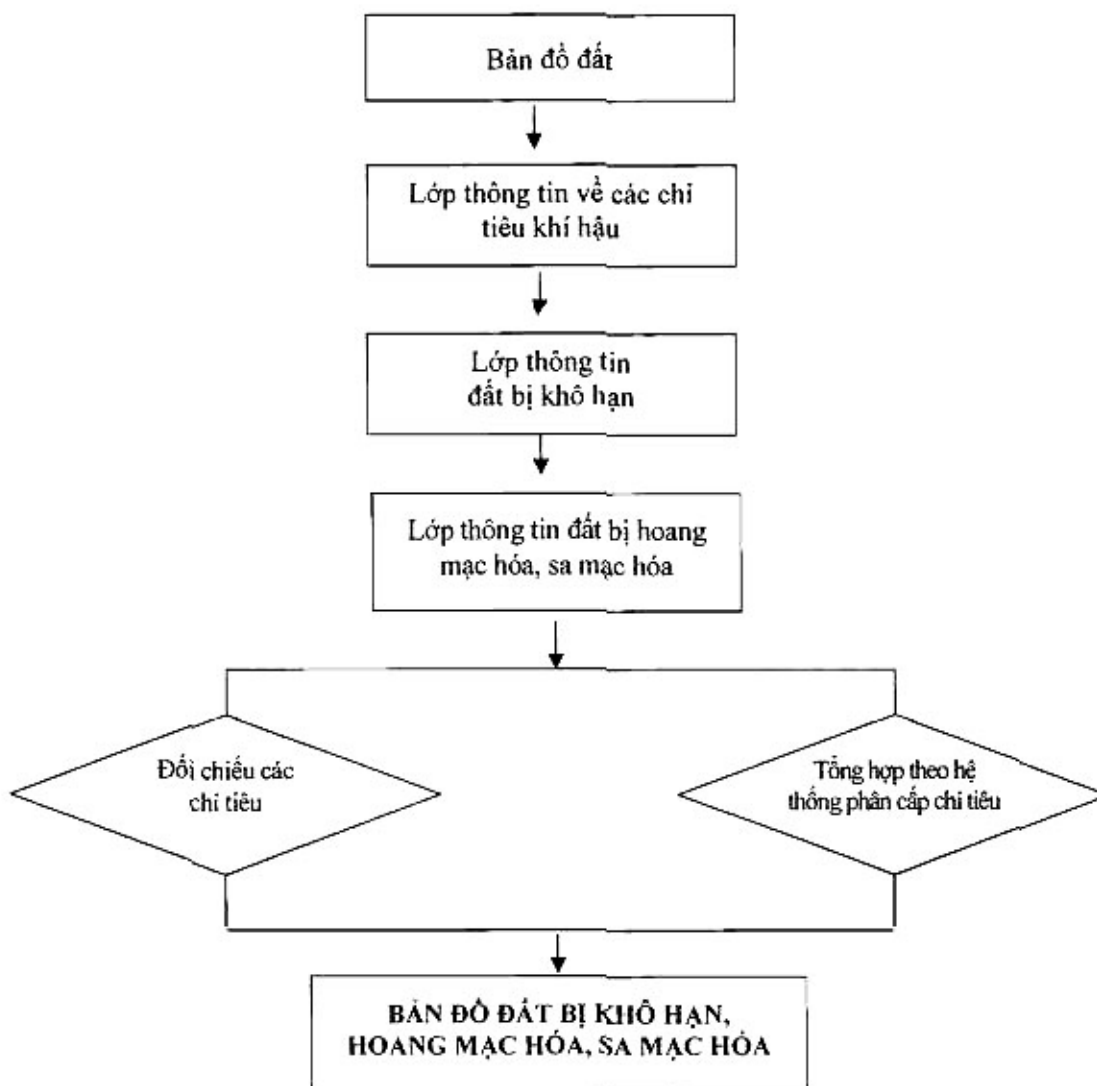 Bản đồ đất
Lớp thông tin về các chỉ
tiêu khí hậu
Lớp thông tin
đất bị khô hạn
Lớp thông tin đất bị hoang
mạc hóa, sa mạc hóa
Đối chiếu các
chỉ tiêu
Tổng hợp theo hệ
thống phân cấp chỉ tiêu
BẢN ĐỒ ĐẤT BỊ KHÔ HẠN,
HOANG MẠC HÓA, SA MẠC HÓA